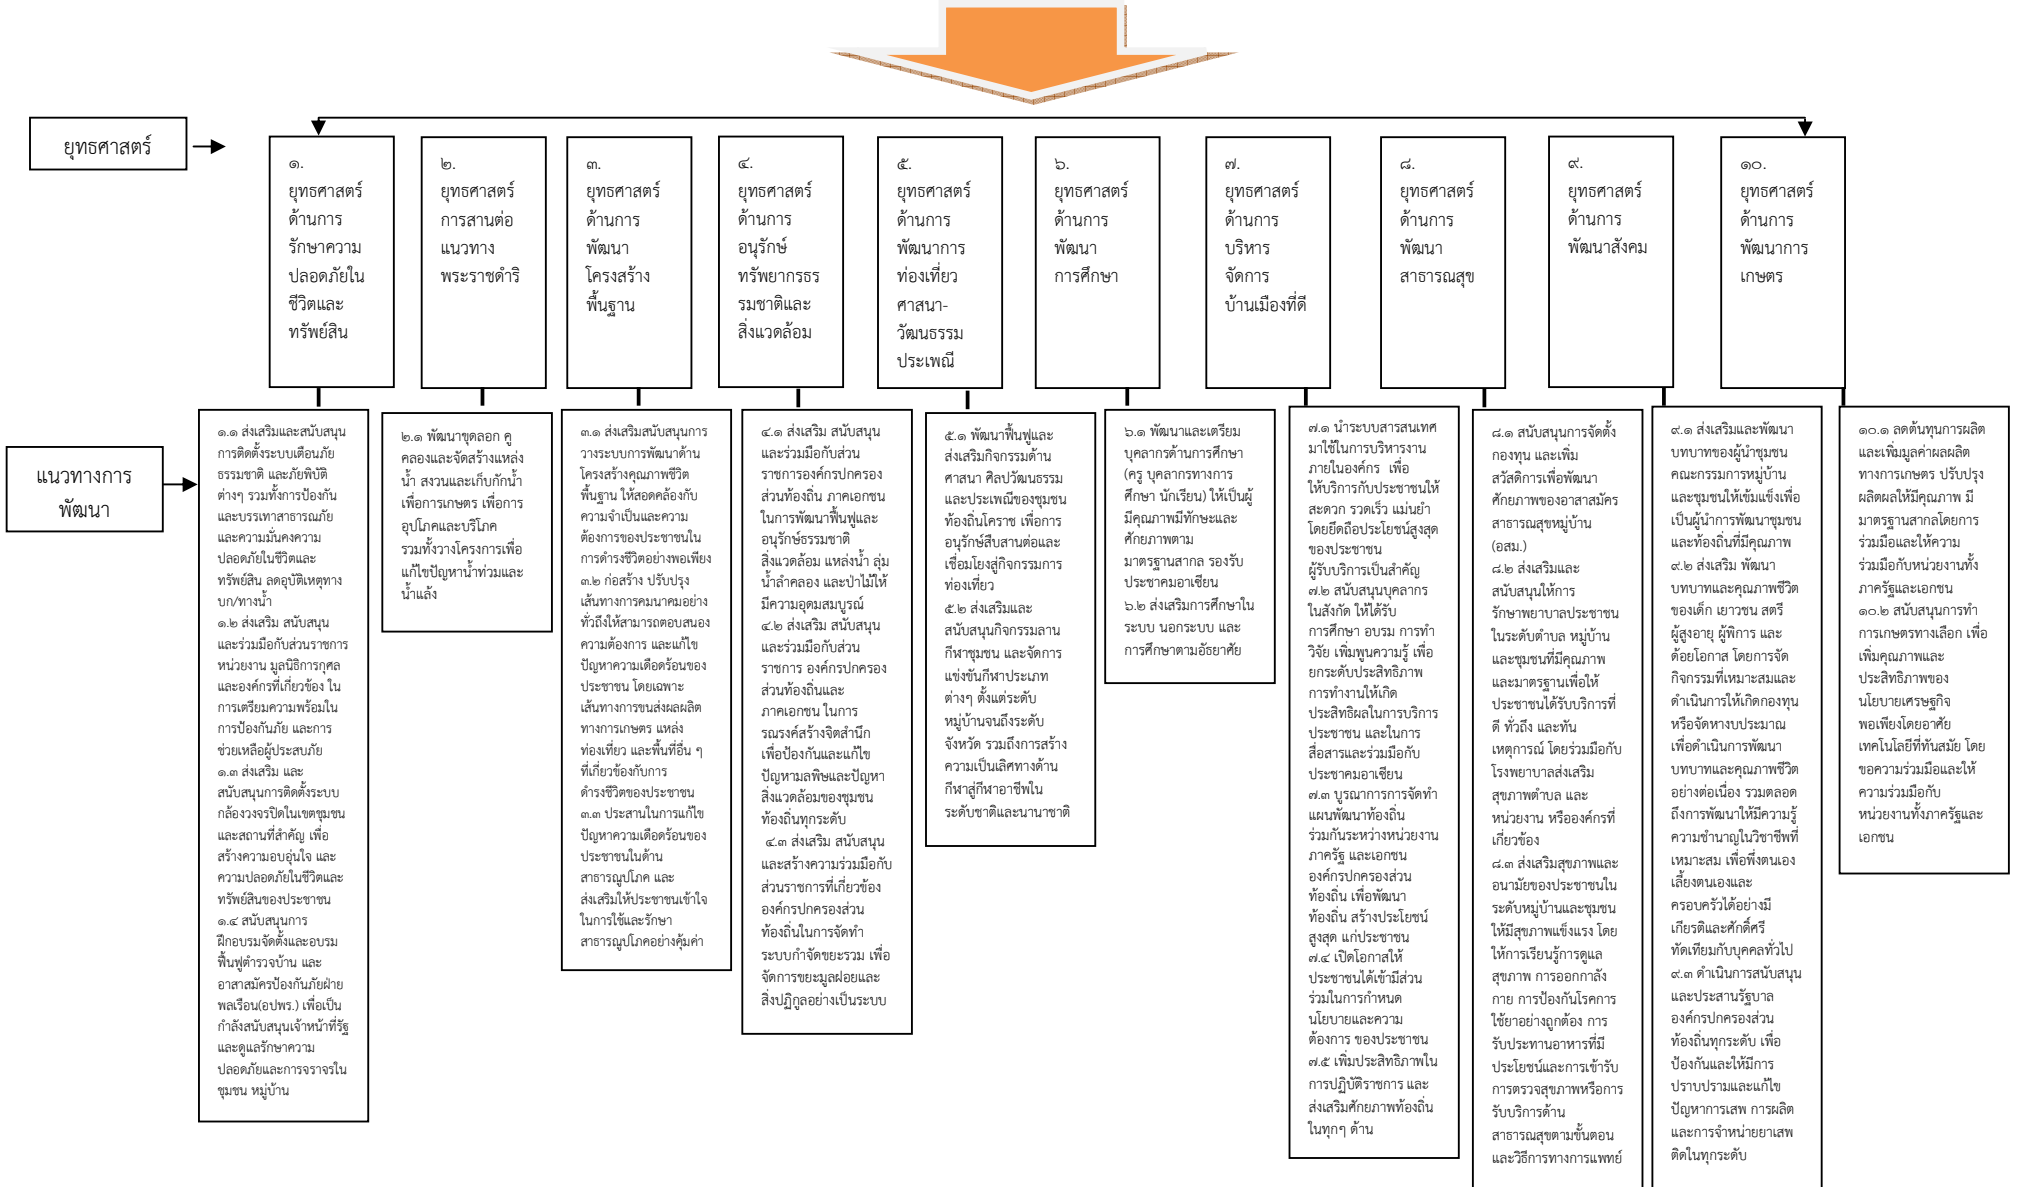 ยุทธศาสตร์
๑.
ยุทธศาสตร์
ด้านการ
รักษาความ
ปลอดภัยใน
ชีวิตและ
ทรัพย์สิน
๒.
ยุทธศาสตร์
การสานต่อ
แนวทาง
พระราชดำริ
๓.
ยุทธศาสตร์
ด้านการ
พัฒนา
โครงสร้าง
พื้นฐาน
๔.
ยุทธศาสตร์
ด้านการ
อนุรักษ์
ทรัพยากรธร
รมชาติและ
สิ่งแวดล้อม
๕.
ยุทธศาสตร์
ด้านการ
พัฒนาการ
ท่องเที่ยว
ศาสนา-
วัฒนธรรม
ประเพณี
๖.
ยุทธศาสตร์
ด้านการ
พัฒนา
การศึกษา
๗.
ยุทธศาสตร์
ด้านการ
บริหาร
จัดการ
บ้านเมืองที่ดี
๘.
ยุทธศาสตร์
ด้านการ
พัฒนา
สาธารณสุข
๙.
ยุทธศาสตร์
ด้านการ
พัฒนาสังคม
๑๐.
ยุทธศาสตร์
ด้านการ
พัฒนาการ
เกษตร
แนวทางการ
พัฒนา
๑.๑ ส่งเสริมและสนับสนุน
การติดตั้งระบบเตือนภัย
ธรรมชาติ และภัยพิบัติ
ต่างๆ รวมทั้งการป้องกัน
และบรรเทาสาธารณภัย
และความมั่นคงความ
ปลอดภัยในชีวิตและ
ทรัพย์สิน ลดอุบัติเหตุทาง
บก/ทางน้ำ
๑.๒ ส่งเสริม สนับสนุน
และร่วมมือกับส่วนราชการ
หน่วยงาน มูลนิธิการกุศล
และองค์กรที่เกี่ยวข้อง ใน
การเตรียมความพร้อมใน
การป้องกันภัย และการ
ช่วยเหลือผู้ประสบภัย
๑.๓ ส่งเสริม และ
สนับสนุนการติดตั้งระบบ
กล้องวงจรปิดในเขตชุมชน
และสถานที่สำคัญ เพื่อ
สร้างความอบอุ่นใจ และ
ความปลอดภัยในชีวิตและ
ทรัพย์สินของประชาชน
๑.๔ สนับสนุนการ
ฝึกอบรมจัดตั้งและอบรม
ฟื้นฟูตำรวจบ้าน และ
อาสาสมัครป้องกันภัยฝ่าย
พลเรือน(อปพร.) เพื่อเป็น
กำลังสนับสนุนเจ้าหน้าที่รัฐ
และดูแลรักษาความ
ปลอดภัยและการจราจรใน
ชุมชน หมู่บ้าน
๒.๑ พัฒนาขุดลอก คู
คลองและจัดสร้างแหล่ง
น้ำ สงวนและเก็บกักน้ำ
เพื่อการเกษตร เพื่อการ
อุปโภคและบริโภค
รวมทั้งวางโครงการเพื่อ
แก้ไขปัญหาน้ำท่วมและ
น้ำแล้ง
๓.๑ ส่งเสริมสนับสนุนการ
วางระบบการพัฒนาด้าน
โครงสร้างคุณภาพชีวิต
พื้นฐาน ให้สอดคล้องกับ
ความจำเป็นและความ
ต้องการของประชาชนใน
การดำรงชีวิตอย่างพอเพียง
๓.๒ ก่อสร้าง ปรับปรุง
เส้นทางการคมนาคมอย่าง
ทั่วถึงให้สามารถตอบสนอง
ความต้องการ และแก้ไข
ปัญหาความเดือดร้อนของ
ประชาชน โดยเฉพาะ
เส้นทางการขนส่งผลผลิต
ทางการเกษตร แหล่ง
ท่องเที่ยว และพื้นที่อื่น ๆ
ที่เกี่ยวข้องกับการ
ดำรงชีวิตของประชาชน
๓.๓ ประสานในการแก้ไข
ปัญหาความเดือดร้อนของ
ประชาชนในด้าน
สาธารณูปโภค และ
ส่งเสริมให้ประชาชนเข้าใจ
ในการใช้และรักษา
สาธารณูปโภคอย่างคุ้มค่า
๔.๑ ส่งเสริม สนับสนุน
และร่วมมือกับส่วน
ราชการองค์กรปกครอง
ส่วนท้องถิ่น ภาคเอกชน
ในการพัฒนาฟื้นฟูและ
อนุรักษ์ธรรมชาติ
สิ่งแวดล้อม แหล่งน้ำ ลุ่ม
น้ำลำคลอง และป่าไม้ให้
มีความอุดมสมบูรณ์
๔.๒ ส่งเสริม สนับสนุน
และร่วมมือกับส่วน
ราชการ องค์กรปกครอง
ส่วนท้องถิ่นและ
ภาคเอกชน ในการ
รณรงค์สร้างจิตสำนึก
เพื่อป้องกันและแก้ไข
ปัญหามลพิษและปัญหา
สิ่งแวดล้อมของชุมชน
ท้องถิ่นทุกระดับ
๔.๓ ส่งเสริม สนับสนุน
และสร้างความร่วมมือกับ
ส่วนราชการที่เกี่ยวข้อง
องค์กรปกครองส่วน
ท้องถิ่นในการจัดทำ
ระบบกำจัดขยะรวม เพื่อ
จัดการขยะมูลฝอยและ
สิ่งปฏิกูลอย่างเป็นระบบ
๕.๑ พัฒนาฟื้นฟูและ
ส่งเสริมกิจกรรมด้าน
ศาสนา ศิลปวัฒนธรรม
และประเพณีของชุมชน
ท้องถิ่นโคราช เพื่อการ
อนุรักษ์สืบสานต่อและ
เชื่อมโยงสู่กิจกรรมการ
ท่องเที่ยว
๕.๒ ส่งเสริมและ
สนับสนุนกิจกรรมลาน
กีฬาชุมชน และจัดการ
แข่งขันกีฬาประเภท
ต่างๆ ตั้งแต่ระดับ
หมู่บ้านจนถึงระดับ
จังหวัด รวมถึงการสร้าง
ความเป็นเลิศทางด้าน
กีฬาสู่กีฬาอาชีพใน
ระดับชาติและนานาชาติ
๖.๑ พัฒนาและเตรียม
บุคลากรด้านการศึกษา
(ครู บุคลากรทางการ
ศึกษา นักเรียน) ให้เป็นผู้
มีคุณภาพมีทักษะและ
ศักยภาพตาม
มาตรฐานสากล รองรับ
ประชาคมอาเซียน
๖.๒ ส่งเสริมการศึกษาใน
ระบบ นอกระบบ และ
การศึกษาตามอัธยาศัย
๗.๑ นำระบบสารสนเทศ
มาใช้ในการบริหารงาน
ภายในองค์กร เพื่อ
ให้บริการกับประชาชนให้
สะดวก รวดเร็ว แม่นยำ
โดยยึดถือประโยชน์สูงสุด
ของประชาชน
ผู้รับบริการเป็นสำคัญ
๗.๒ สนับสนุนบุคลากร
ในสังกัด ให้ได้รับ
การศึกษา อบรม การทำ
วิจัย เพิ่มพูนความรู้ เพื่อ
ยกระดับประสิทธิภาพ
การทำงานให้เกิด
ประสิทธิผลในการบริการ
ประชาชน และในการ
สื่อสารและร่วมมือกับ
ประชาคมอาเซียน
๗.๓ บูรณาการการจัดทำ
แผนพัฒนาท้องถิ่น
ร่วมกันระหว่างหน่วยงาน
ภาครัฐ และเอกชน
องค์กรปกครองส่วน
ท้องถิ่น เพื่อพัฒนา
ท้องถิ่น สร้างประโยชน์
สูงสุด แก่ประชาชน
๗.๔ เปิดโอกาสให้
ประชาชนได้เข้ามีส่วน
ร่วมในการกำหนด
นโยบายและความ
ต้องการ ของประชาชน
๗.๕ เพิ่มประสิทธิภาพใน
การปฏิบัติราชการ และ
ส่งเสริมศักยภาพท้องถิ่น
ในทุกๆ ด้าน
๘.๑ สนับสนุนการจัดตั้ง
กองทุน และเพิ่ม
สวัสดิการเพื่อพัฒนา
ศักยภาพของอาสาสมัคร
สาธารณสุขหมู่บ้าน
(อสม.)
๘.๒ ส่งเสริมและ
สนับสนุนให้การ
รักษาพยาบาลประชาชน
ในระดับตำบล หมู่บ้าน
และชุมชนที่มีคุณภาพ
และมาตรฐานเพื่อให้
ประชาชนได้รับบริการที่
ดี ทั่วถึง และทัน
เหตุการณ์ โดยร่วมมือกับ
โรงพยาบาลส่งเสริม
สุขภาพตำบล และ
หน่วยงาน หรือองค์กรที่
เกี่ยวข้อง
๘.๓ ส่งเสริมสุขภาพและ
อนามัยของประชาชนใน
ระดับหมู่บ้านและชุมชน
ให้มีสุขภาพแข็งแรง โดย
ให้การเรียนรู้การดูแล
สุขภาพ การออกกาลัง
กาย การป้องกันโรคการ
ใช้ยาอย่างถูกต้อง การ
รับประทานอาหารที่มี
ประโยชน์และการเข้ารับ
การตรวจสุขภาพหรือการ
รับบริการด้าน
สาธารณสุขตามขั้นตอน
และวิธีการทางการแพทย์
๙.๑ ส่งเสริมและพัฒนา
บทบาทของผู้นำชุมชน
คณะกรรมการหมู่บ้าน
และชุมชนให้เข้มแข็งเพื่อ
เป็นผู้นำการพัฒนาชุมชน
และท้องถิ่นที่มีคุณภาพ
๙.๒ ส่งเสริม พัฒนา
บทบาทและคุณภาพชีวิต
ของเด็ก เยาวชน สตรี
ผู้สูงอายุ ผู้พิการ และ
ด้อยโอกาส โดยการจัด
กิจกรรมที่เหมาะสมและ
ดำเนินการให้เกิดกองทุน
หรือจัดหางบประมาณ
เพื่อดำเนินการพัฒนา
บทบาทและคุณภาพชีวิต
อย่างต่อเนื่อง รวมตลอด
ถึงการพัฒนาให้มีความรู้
ความชำนาญในวิชาชีพที่
เหมาะสม เพื่อพึ่งตนเอง
เลี้ยงตนเองและ
ครอบครัวได้อย่างมี
เกียรติและศักดิ์ศรี
ทัดเทียมกับบุคคลทั่วไป
๙.๓ ดำเนินการสนับสนุน
และประสานรัฐบาล
องค์กรปกครองส่วน
ท้องถิ่นทุกระดับ เพื่อ
ป้องกันและให้มีการ
ปราบปรามและแก้ไข
ปัญหาการเสพ การผลิต
และการจำหน่ายยาเสพ
ติดในทุกระดับ
๑๐.๑ ลดต้นทุนการผลิต
และเพิ่มมูลค่าผลผลิต
ทางการเกษตร ปรับปรุง
ผลิตผลให้มีคุณภาพ มี
มาตรฐานสากลโดยการ
ร่วมมือและให้ความ
ร่วมมือกับหน่วยงานทั้ง
ภาครัฐและเอกชน
๑๐.๒ สนับสนุนการทำ
การเกษตรทางเลือก เพื่อ
เพิ่มคุณภาพและ
ประสิทธิภาพของ
นโยบายเศรษฐกิจ
พอเพียงโดยอาศัย
เทคโนโลยีที่ทันสมัย โดย
ขอความร่วมมือและให้
ความร่วมมือกับ
หน่วยงานทั้งภาครัฐและ
เอกชน